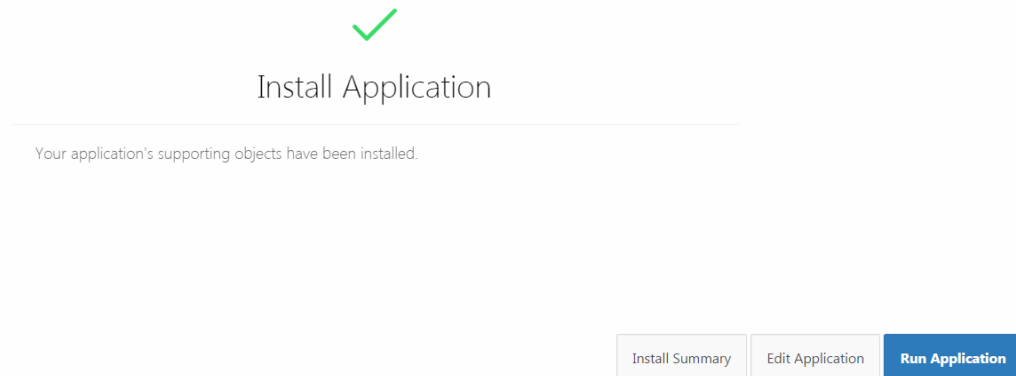 Install Application
Your application's supporting objects have been installed.
Install Summary
Edit Application
Run Application